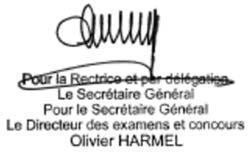 Pour la Rectrice et par délégation,
Le Secrétaire Général
Pour le Secrétaire Général
Le Directeur des examens et concours
Olivier HARMEL